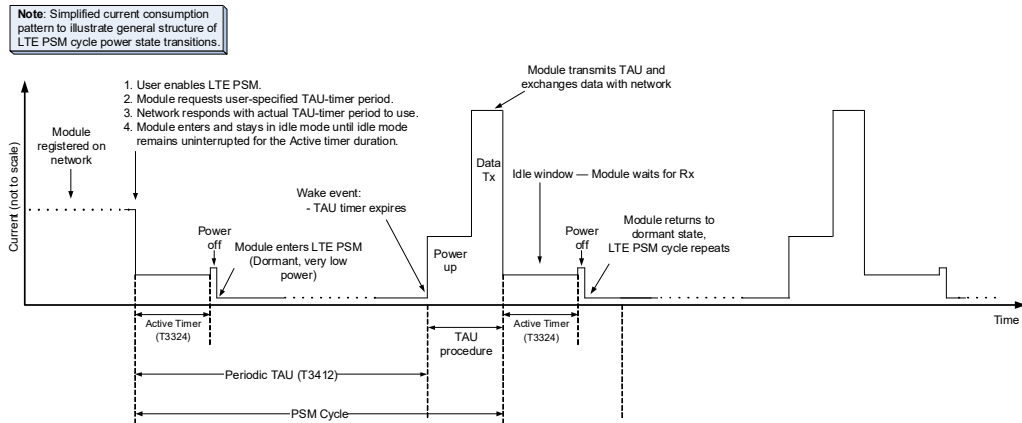 Note: Simplified current consumption
pattern to illustrate general structure of
LTE PSM cycle power state transitions.
Current (not to scale)
Module
registered on
network
1. User enables LTE PSM.
2. Module requests user-specified TAU-timer period.
3. Network responds with actual TAU-timer period to use.
4. Module enters and stays in idle mode until idle mode
remains uninterrupted for the Active timer duration.
Module transmits TAU and
exchanges data with network
Wake event:
- TAU timer expires
Data
Tx
Idle window — Module waits for Rx
Power
off
Module enters LTE PSM
(Dormant, very low
power)
Power
up
Power
off
Module returns to
dormant state,
LTE PSM cycle repeats
Time
Active Timer
(T3324)
TAU
procedure
Active Timer
(T3324)
Periodic TAU (T3412)
PSM Cycle